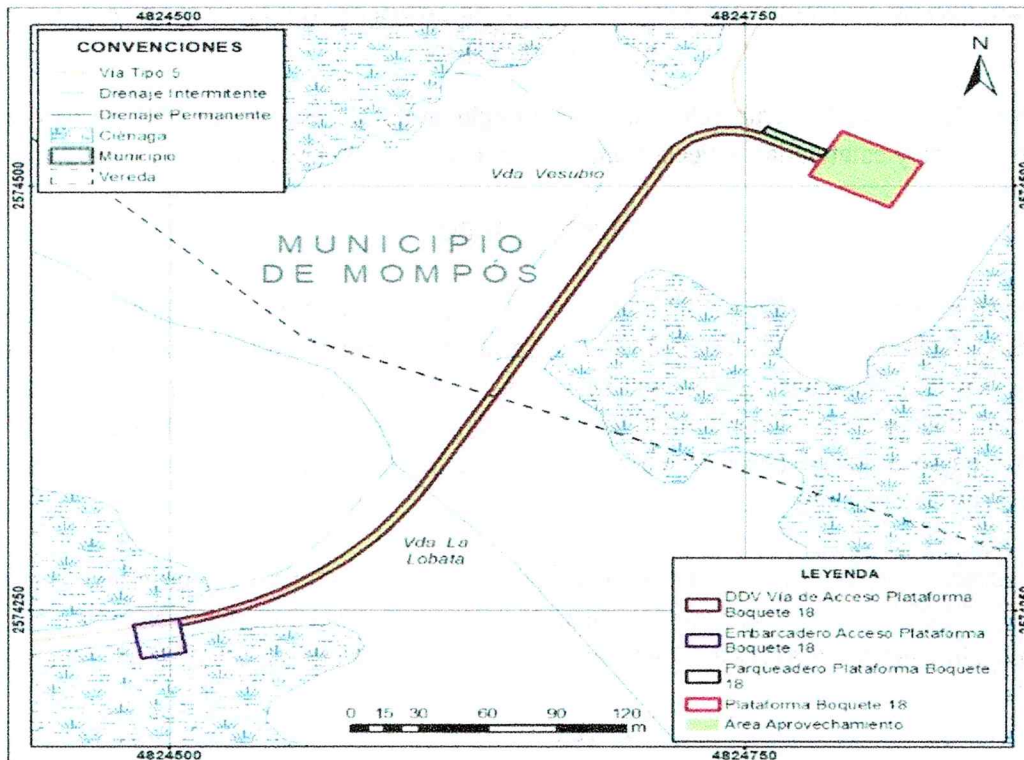 4824500
4824750
CONVENCIONES
Via Tipo 5
Drenaje Intermitente
Drenaje Permanente
Ciénaga
Municipio
Vereda
N
2574500
2574500
Vda Vesubio
MUNICIPIO
DE MOMPÓS
Vda La
Lobata
2574250
2574250
LEYENDA
DDV Vía de Acceso Plataforma
Boquete 18
Embarcadero Acceso Plataforma
Boquete 18
Parqueadero Plataforma Boquete
18
Plataforma Boquete 18
Area Aprovechamiento
0 15 30 60 90 120
m
4824500
4824750